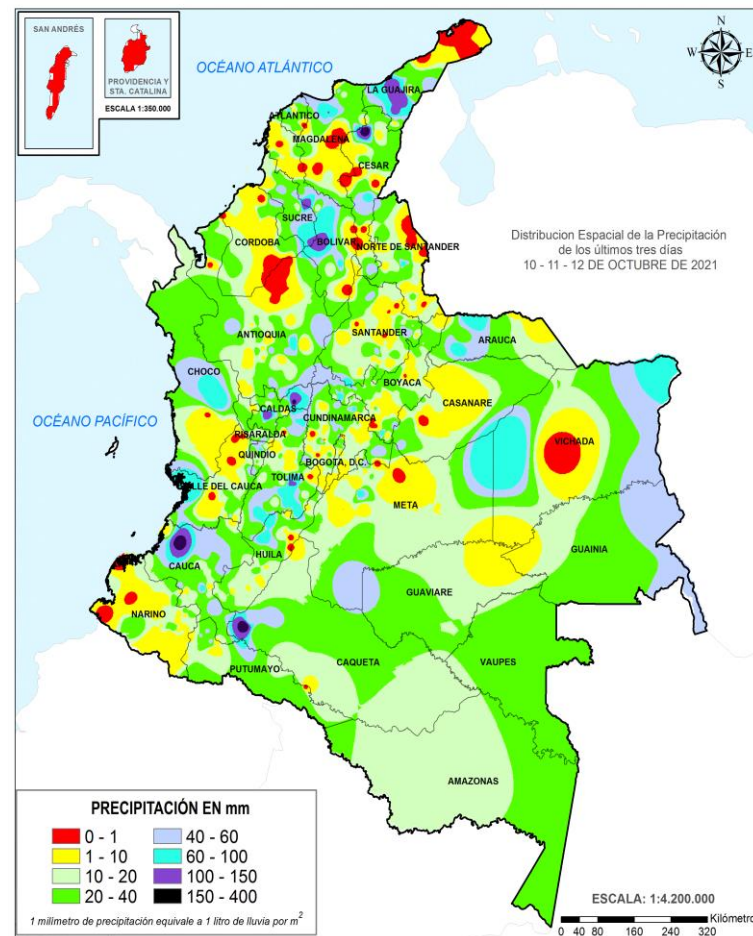 SAN ANDRÉS
PROVIDENCIA Y
STA. CATALINA
ESCALA 1:350.000
OCÉANO ATLÁNTICO
N
W
E
S
LA GUAJIRA
ATLANTICO
MAGDALENA
CESAR
SUCRE
CORDOBA
BOLIVAR
NORTE DE SANTANDER
Distribucion Espacial de la Precipitación
de los últimos tres días
10 - 11 - 12 DE OCTUBRE DE 2021
ANTIOQUIA
SANTANDER
ARAUCA
CHOCO
BOYACA
CASANARE
OCÉANO PACÍFICO
CALDAS
CUNDINAMARCA
RISARALDA
VICHADA
QUINDIO
BOGOTA, D.C.
TOLIMA
VALLE DEL CAUCA
META
HUILA
GUAINIA
CAUCA
GUAVIARE
NARINO
CAQUETA
VAUPES
PUTUMAYO
AMAZONAS
PRECIPITACIÓN EN mm
0 - 1
1 - 10
10 - 20
20 - 40
40 - 60
60 - 100
100 - 150
150 - 400
1 milímetro de precipitación equivale a 1 litro de lluvia por m²
ESCALA: 1:4.200.000
Kilómetro
0 40 80 160 240 320